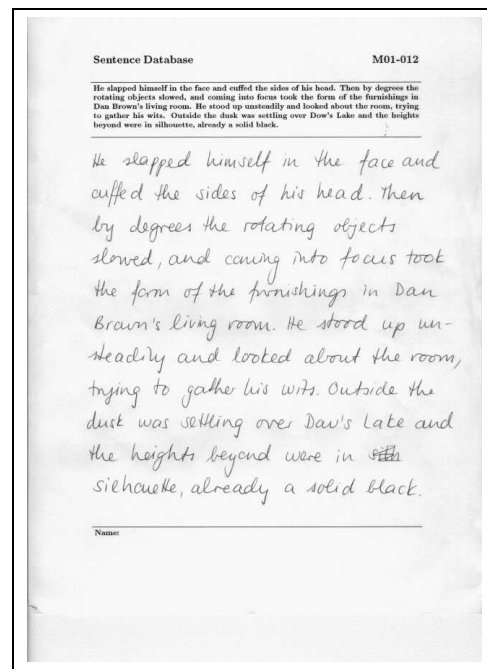 Sentence Database M01-012
He slapped himself in the face and cuffed the sides of his head. Then by degrees the
rotating objects slowed, and coming into focus took the form of the furnishings in
Dan Brown's living room. He stood up unsteadily and looked about the room, trying
to gather his wits. Outside the dusk was settling over Dow's Lake and the heights
beyond were in silhouette, already a solid black.
He slapped himself in the face and
cuffed the sides of his head. Then
by degrees the rotating objects
slowed, and coming into focus took
the form of the furnishings in Dan
Brown's living room. He stood up un-
steadily and looked about the room,
trying to gather his wits. Outside the
dusk was settling over Dow's Lake and
the heights beyond were in
silhouette, already a solid black.
Name: